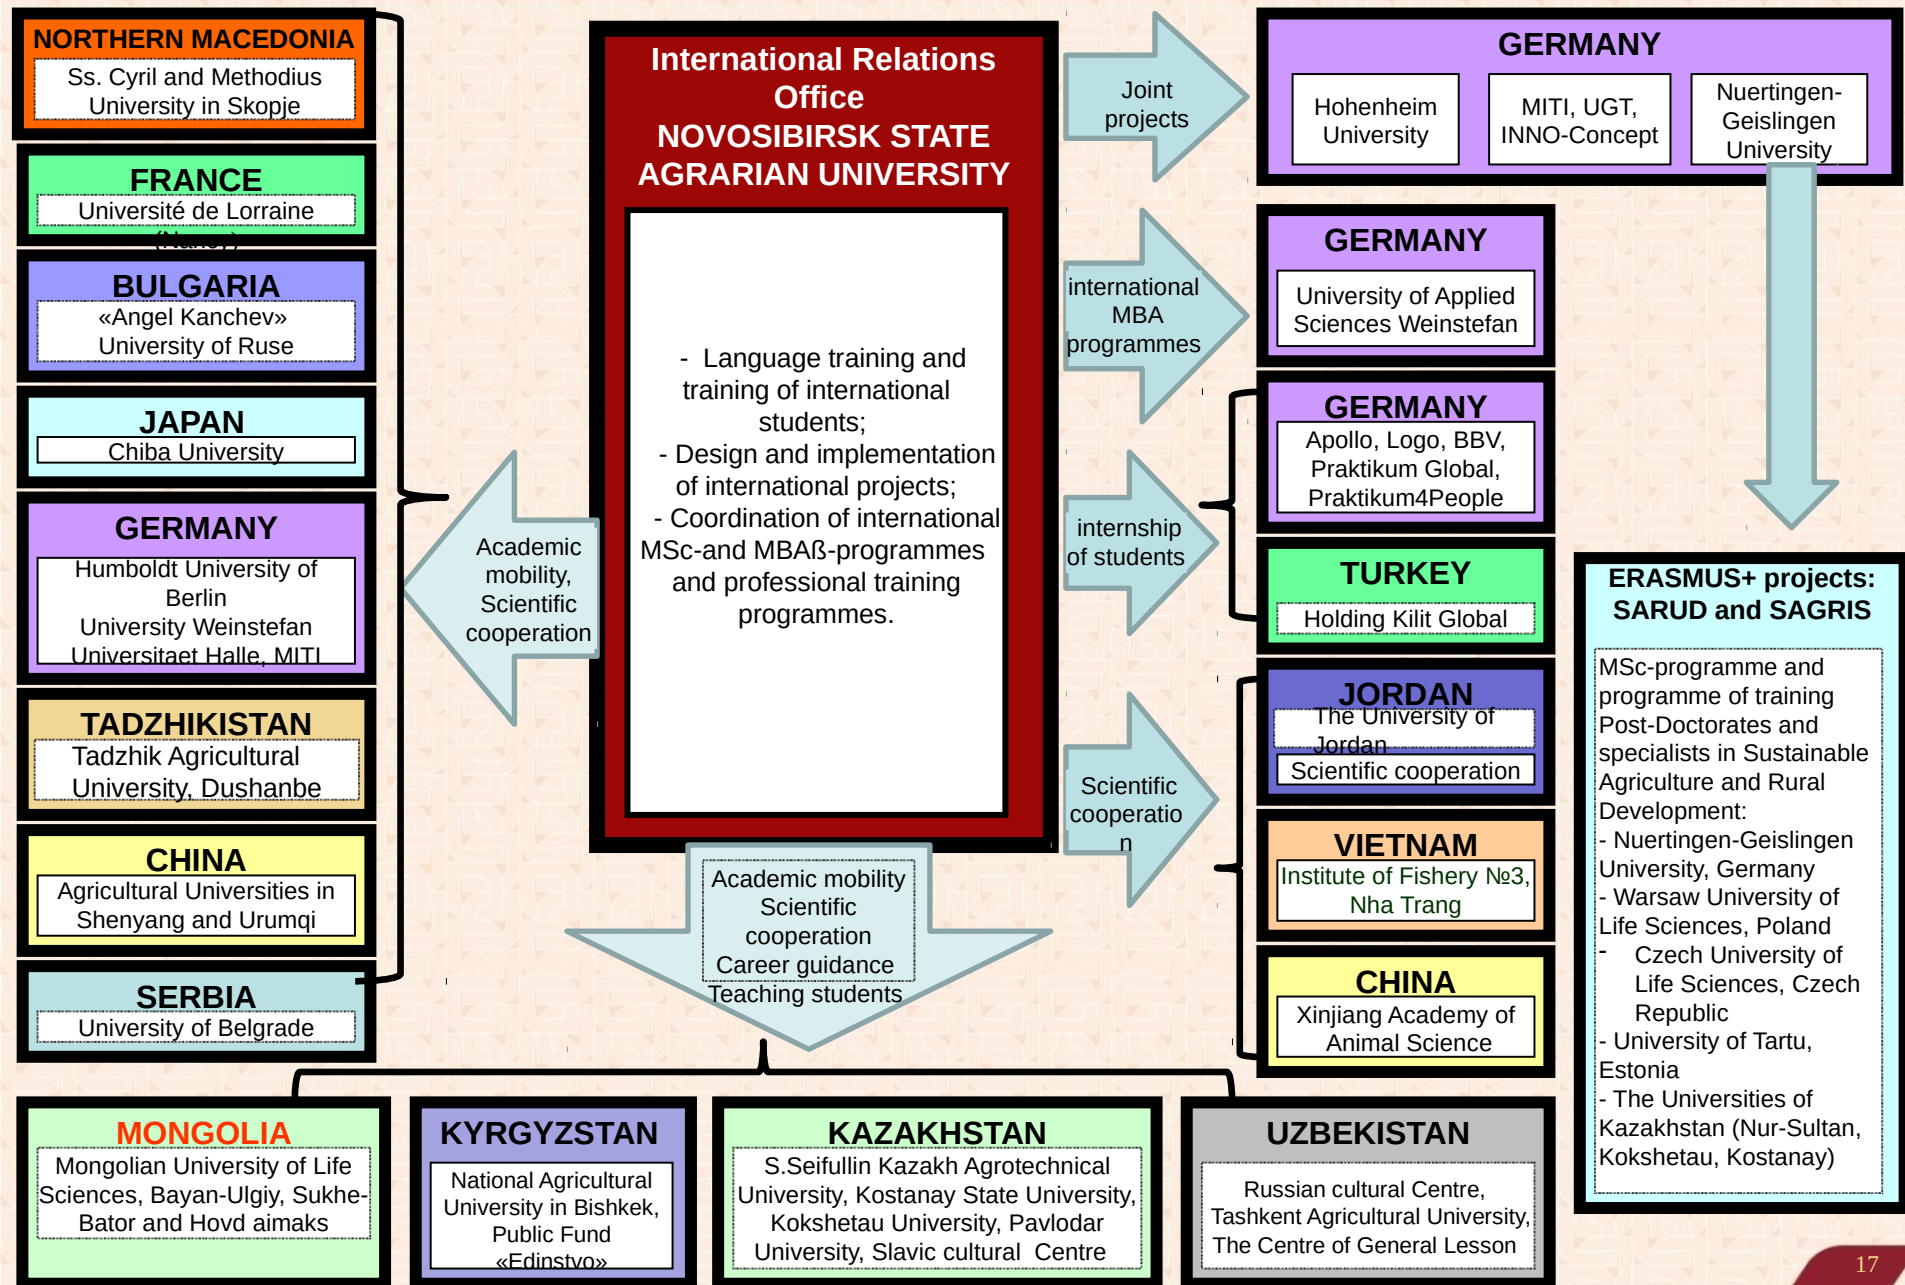 NORTHERN MACEDONIA
Ss. Cyril and Methodius
University in Skopje
FRANCE
Université de Lorraine
(Nancy)
BULGARIA
«Angel Kanchev»
University of Ruse
JAPAN
Chiba University
GERMANY
Humboldt University of
Berlin
University Weinstefan
Universitaet Halle, MITI
TADZHIKISTAN
Tadzhik Agricultural
University, Dushanbe
CHINA
Agricultural Universities in
Shenyang and Urumqi
SERBIA
University of Belgrade
Academic
mobility,
Scientific
cooperation
International Relations
Office
NOVOSIBIRSK STATE
AGRARIAN UNIVERSITY
- Language training and
training of international
students;
- Design and implementation
of international projects;
- Coordination of international
MSc-and MBAß-programmes
and professional training
programmes.
Academic mobility
Scientific
cooperation
Career guidance
Teaching students
Joint
projects
GERMANY
Hohenheim
University
MITI, UGT,
INNO-Concept
Nuertingen-
Geislingen
University
international
MBA
programmes
GERMANY
University of Applied
Sciences Weinstefan
internship
of students
GERMANY
Apollo, Logo, BBV,
Praktikum Global,
Praktikum4People
TURKEY
Holding Kilit Global
Scientific
cooperatio
n
JORDAN
The University of
Jordan
Scientific cooperation
VIETNAM
Institute of Fishery №3,
Nha Trang
CHINA
Xinjiang Academy of
Animal Science
ERASMUS+ projects:
SARUD and SAGRIS
MSc-programme and
programme of training
Post-Doctorates and
specialists in Sustainable
Agriculture and Rural
Development:
- Nuertingen-Geislingen
University, Germany
- Warsaw University of
Life Sciences, Poland
- Czech University of
Life Sciences, Czech
Republic
- University of Tartu,
Estonia
- The Universities of
Kazakhstan (Nur-Sultan,
Kokshetau, Kostanay)
MONGOLIA
Mongolian University of Life
Sciences, Bayan-Ulgiy, Sukhe-
Bator and Hovd aimaks
KYRGYZSTAN
National Agricultural
University in Bishkek,
Public Fund
«Edinstvo»
KAZAKHSTAN
S.Seifullin Kazakh Agrotechnical
University, Kostanay State University,
Kokshetau University, Pavlodar
University, Slavic cultural Centre
UZBEKISTAN
Russian cultural Centre,
Tashkent Agricultural University,
The Centre of General Lesson
17